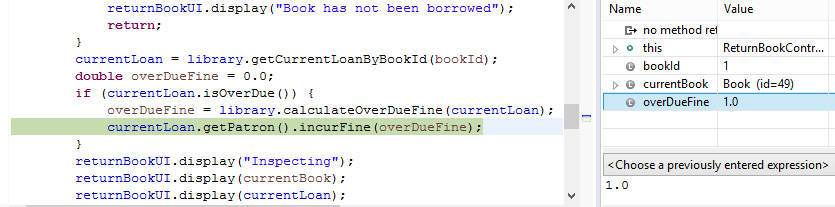 returnBookUI.display("Book has not been borrowed");
return;
}
currentLoan = library.getCurrentLoanByBookId(bookId);
double overDueFine = 0.0;
if (currentLoan.isOverDue()) {
overDueFine = library.calculateOverDueFine(currentLoan);
currentLoan.getPatron().incurFine(overDueFine);
}
returnBookUI.display("Inspecting");
returnBookUI.display(currentBook);
returnBookUI.display(currentLoan);
Name Value
no method ret
this ReturnBookContr...
bookId 1
currentBook Book (id=49)
overDueFine 1.0
<Choose a previously entered expression>
1.0